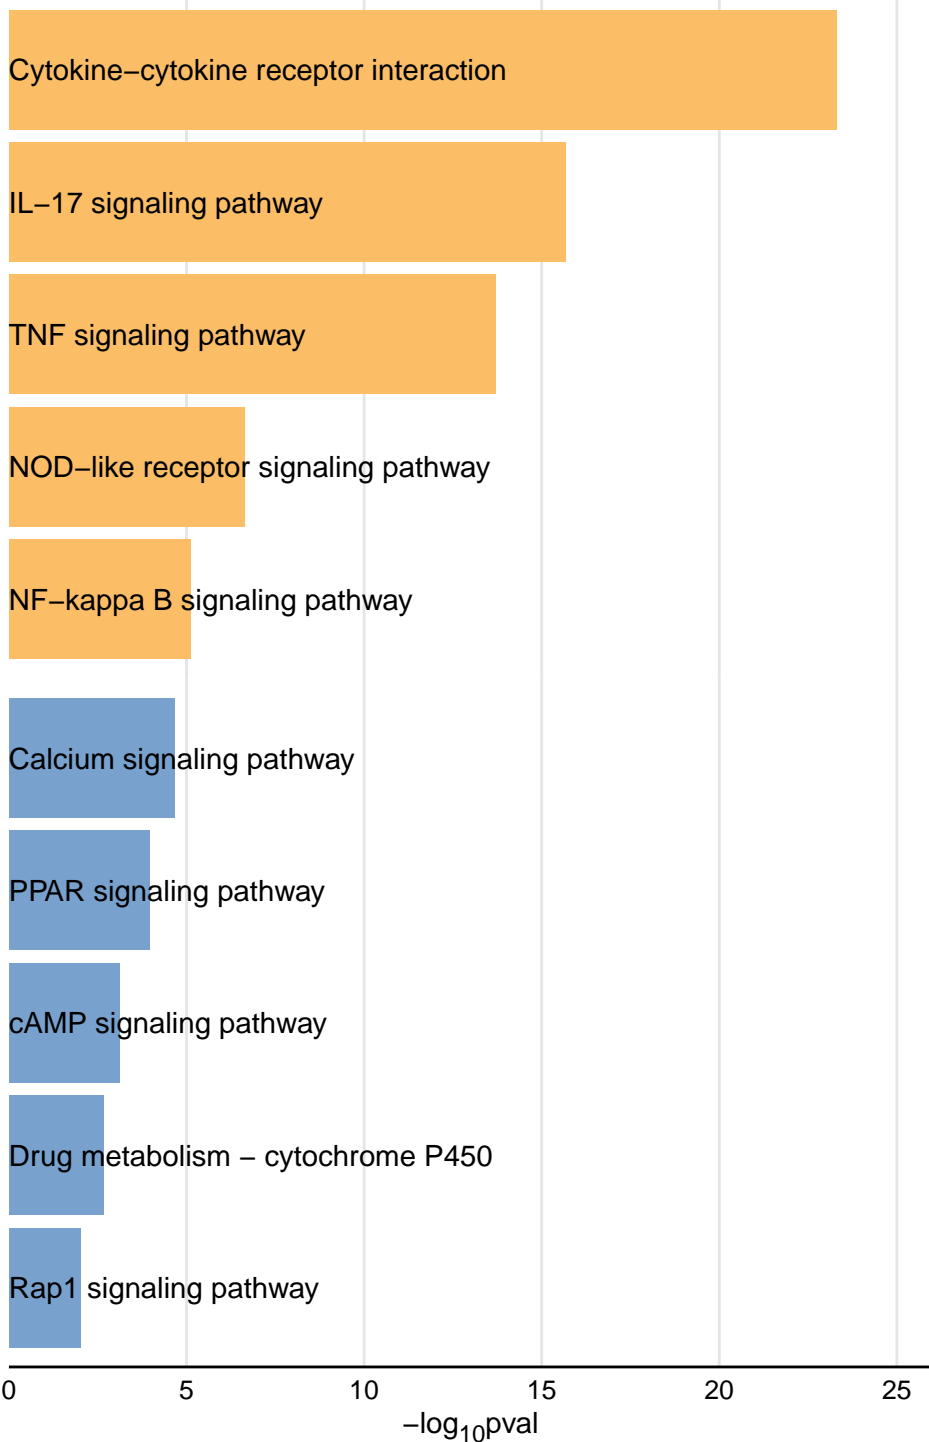 Cytokine−cytokine receptor interaction
IL−17 signaling pathway
TNF signaling pathway
NOD−like receptor signaling pathway
NF−kappa B signaling pathway
Calcium signaling pathway
PPAR signaling pathway
cAMP signaling pathway
Drug metabolism − cytochrome P450
Rap1 signaling pathway
0 5 10 15 20 25
−log₁₀pval